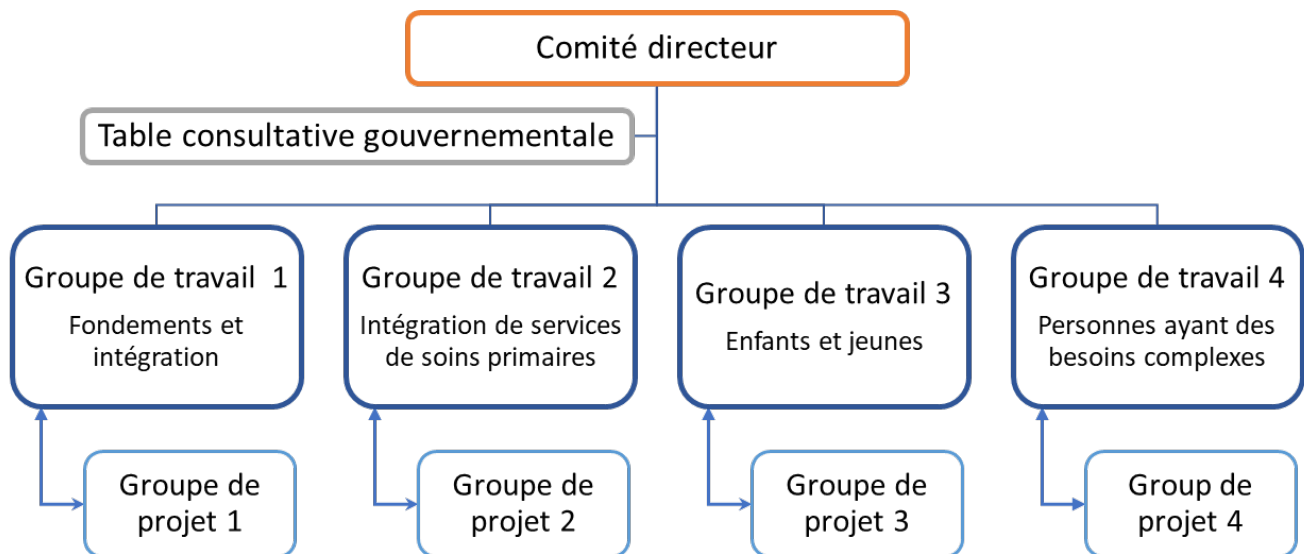 Comité directeur
Table consultative gouvernementale
Groupe de travail 1
Fondements et
intégration
Groupe de travail 2
Intégration de services
de soins primaires
Groupe de travail 3
Enfants et jeunes
Groupe de travail 4
Personnes ayant des
besoins complexes
Groupe de
projet 1
Groupe de
projet 2
Groupe de
projet 3
Group de
projet 4